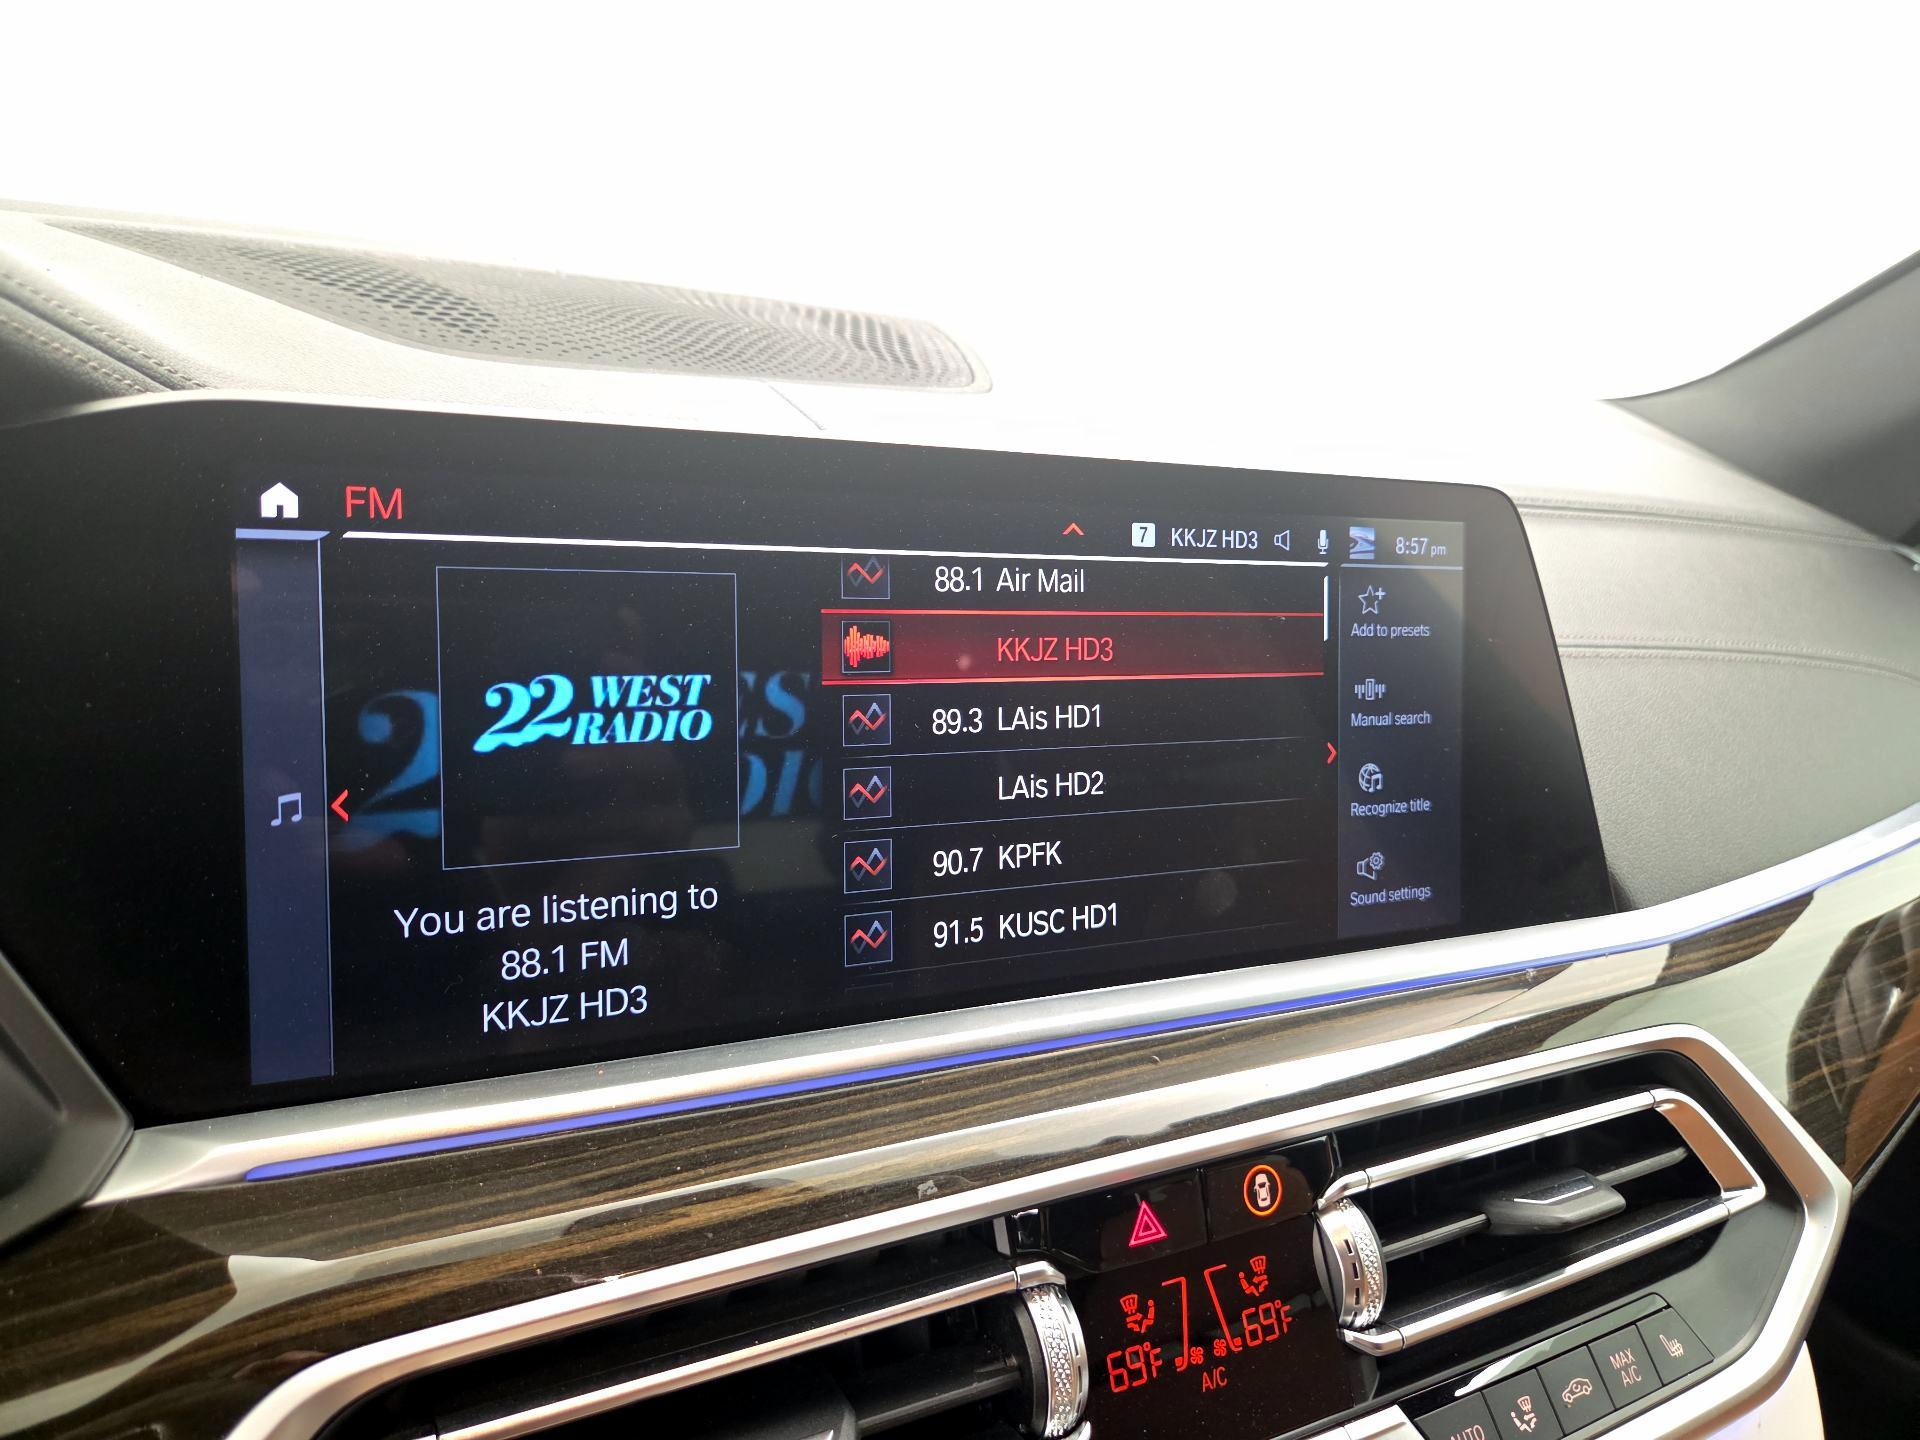 FM
7 KKJZ HD3 8:57 pm
22 WEST
RADIO
You are listening to
88.1 FM
KKJZ HD3
88.1 Air Mail
KKJZ HD3
89.3 LAis HD1
LAis HD2
90.7 KPFK
91.5 KUSC HD1
Add to presets
Manual search
Recognize title
Sound settings
69°F
69°F
A/C
AUTO
MAX
A/C